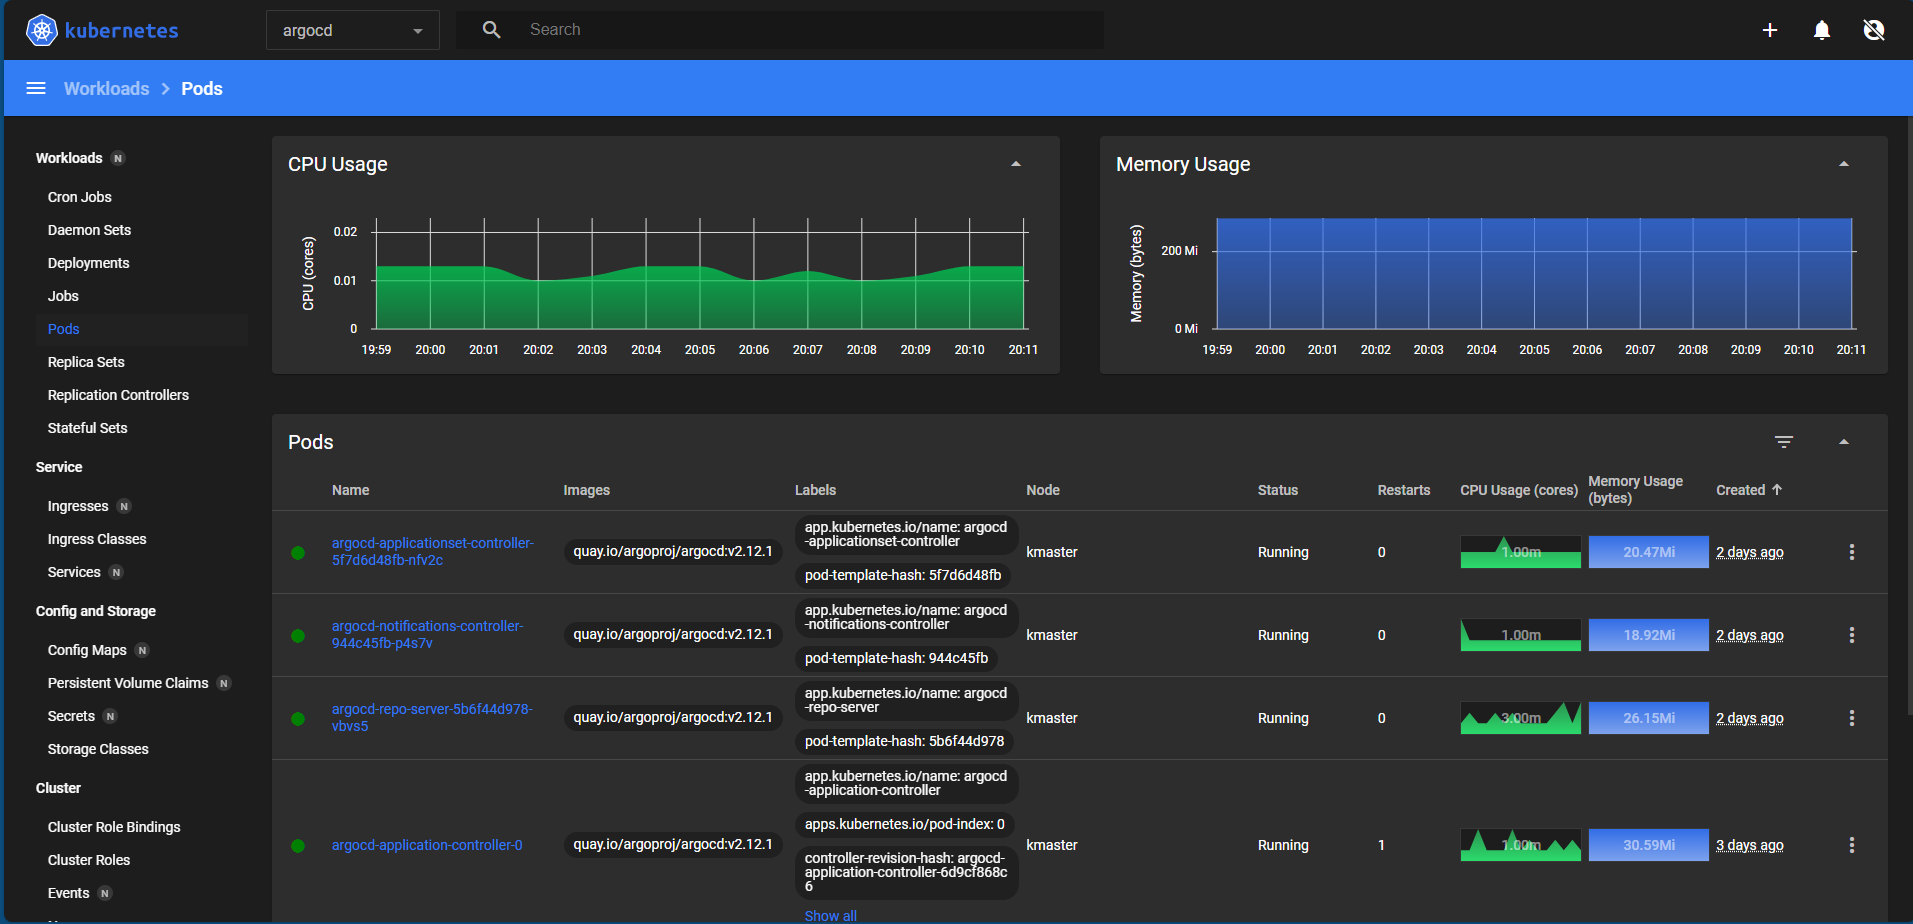 kubernetes
argocd
Search
Workloads > Pods
Workloads N
Cron Jobs
Daemon Sets
Deployments
Jobs
Pods
Replica Sets
Replication Controllers
Stateful Sets
Service
Ingresses N
Ingress Classes
Services N
Config and Storage
Config Maps N
Persistent Volume Claims N
Secrets N
Storage Classes
Cluster
Cluster Role Bindings
Cluster Roles
Events N
CPU Usage
CPU (cores)
0.02
0.01
0
19:59 20:00 20:01 20:02 20:03 20:04 20:05 20:06 20:07 20:08 20:09 20:10 20:11
Memory Usage
Memory (bytes)
200 Mi
0 Mi
19:59 20:00 20:01 20:02 20:03 20:04 20:05 20:06 20:07 20:08 20:09 20:10 20:11
Pods
Name Images Labels Node Status Restarts CPU Usage (cores) Memory Usage
(bytes) Created
argocd-applicationset-controller-
5f7d6d48fb-nfv2c
quay.io/argoproj/argocd:v2.12.1
app.kubernetes.io/name: argocd
-applicationset-controller
pod-template-hash: 5f7d6d48fb
kmaster Running 0 1.00m 20.47Mi 2 days ago
argocd-notifications-controller-
944c45fb-p4s7v
quay.io/argoproj/argocd:v2.12.1
app.kubernetes.io/name: argocd
-notifications-controller
pod-template-hash: 944c45fb
kmaster Running 0 1.00m 18.92Mi 2 days ago
argocd-repo-server-5b6f44d978-
vbvs5
quay.io/argoproj/argocd:v2.12.1
app.kubernetes.io/name: argocd
-repo-server
pod-template-hash: 5b6f44d978
kmaster Running 0 3.00m 26.15Mi 2 days ago
argocd-application-controller-0
quay.io/argoproj/argocd:v2.12.1
app.kubernetes.io/name: argocd
-application-controller
apps.kubernetes.io/pod-index: 0
controller-revision-hash: argocd-
application-controller-6d9cf868c
6
Show all
kmaster Running 1 1.00m 30.59Mi 3 days ago